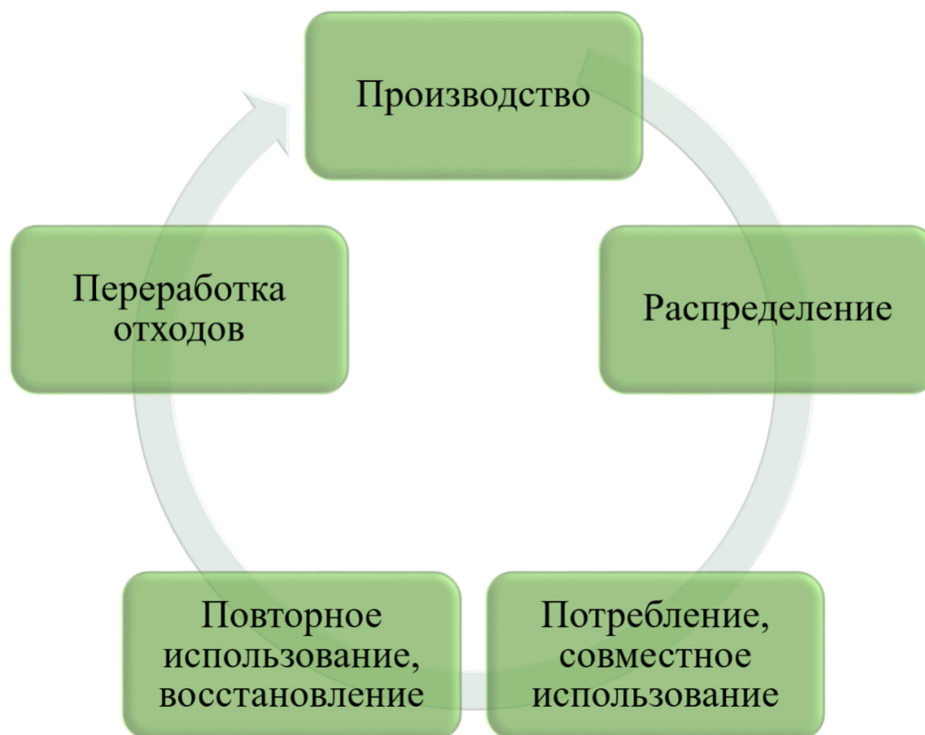 Производство
Распределение
Потребление,
совместное
использование
Повторное
использование,
восстановление
Переработка
отходов